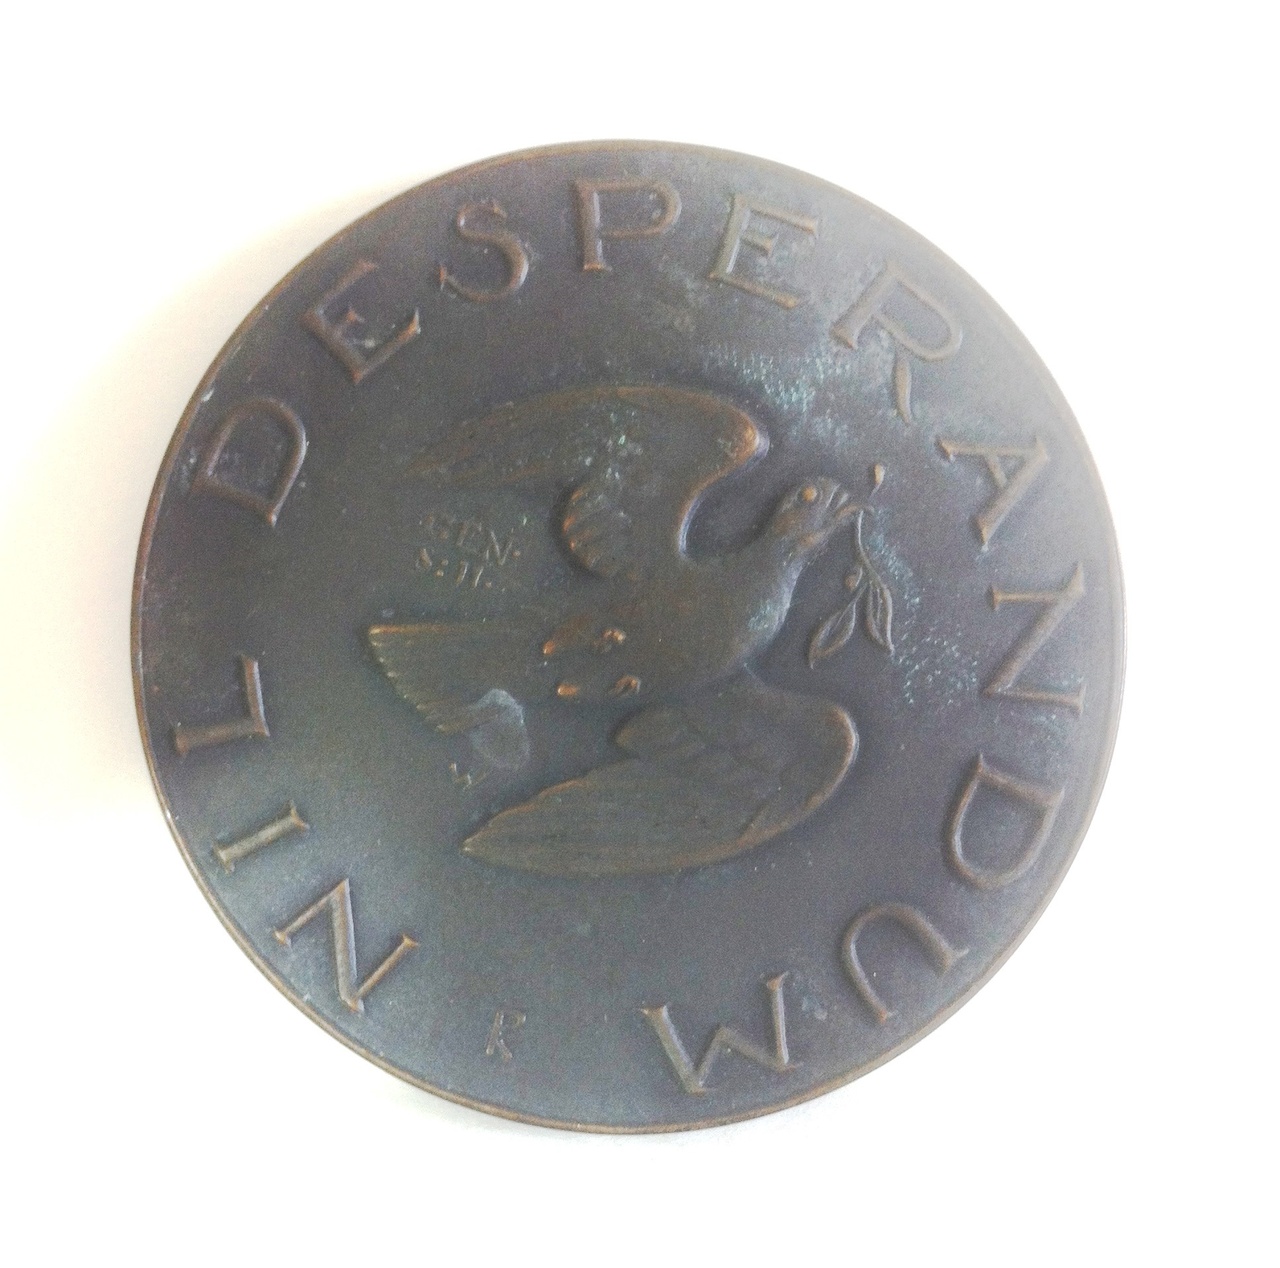 NIL DESPERANDUM
GEN.
8:11.
R